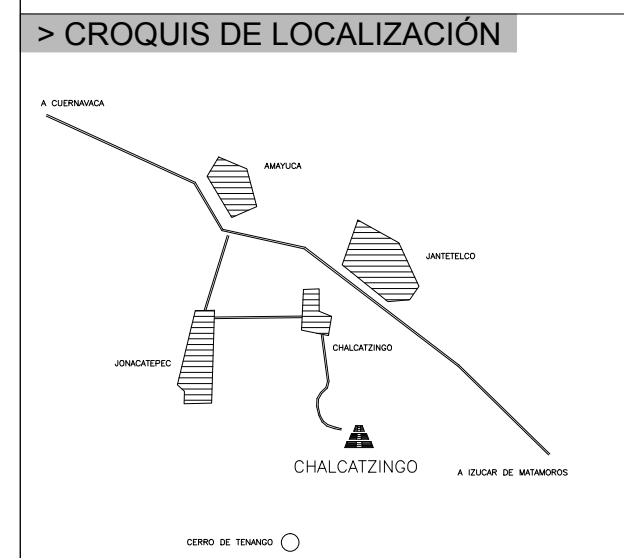 > CROQUIS DE LOCALIZACIÓN
A CUERNAVACA
AMAYUCA
JANTETELCO
CHALCATZINGO
JONACATEPEC
CHALCATZINGO
A IZUCAR DE MATAMOROS
CERRO DE TENANGO